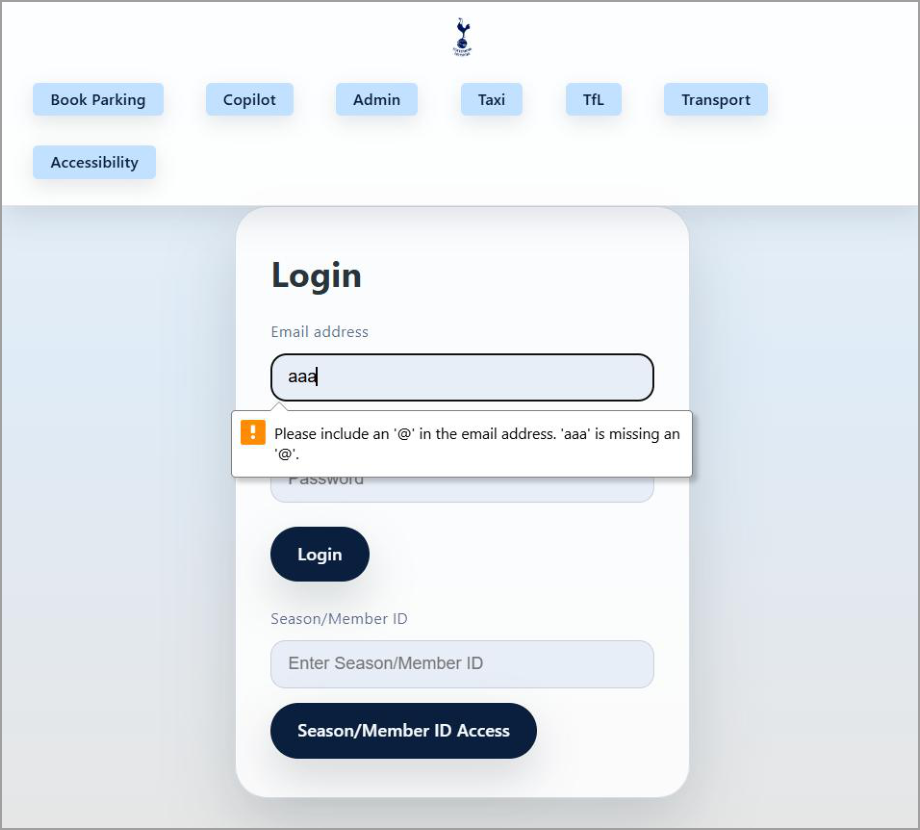 Book Parking
Copilot
Admin
Taxi
TfL
Transport
Accessibility
Login
Email address
aaa
Please include an '@' in the email address. 'aaa' is missing an
'@'.
Password
Login
Season/Member ID
Enter Season/Member ID
Season/Member ID Access